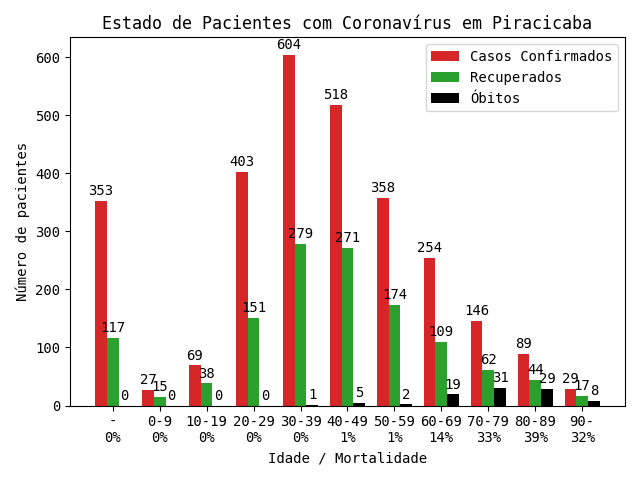 Estado de Pacientes com Coronavírus em Piracicaba
Número de pacientes
600
500
400
300
200
100
0
Casos Confirmados
Recuperados
Óbitos
353 117 0
27 15 0
69 38 0
403 151 0
604 279 1
518 271 5
358 174 2
254 109 19
146 62 31
89 44 29
29 17 8
- 0-9 10-19 20-29 30-39 40-49 50-59 60-69 70-79 80-89 90-
0% 0% 0% 0% 0% 1% 1% 14% 33% 39% 32%
Idade / Mortalidade